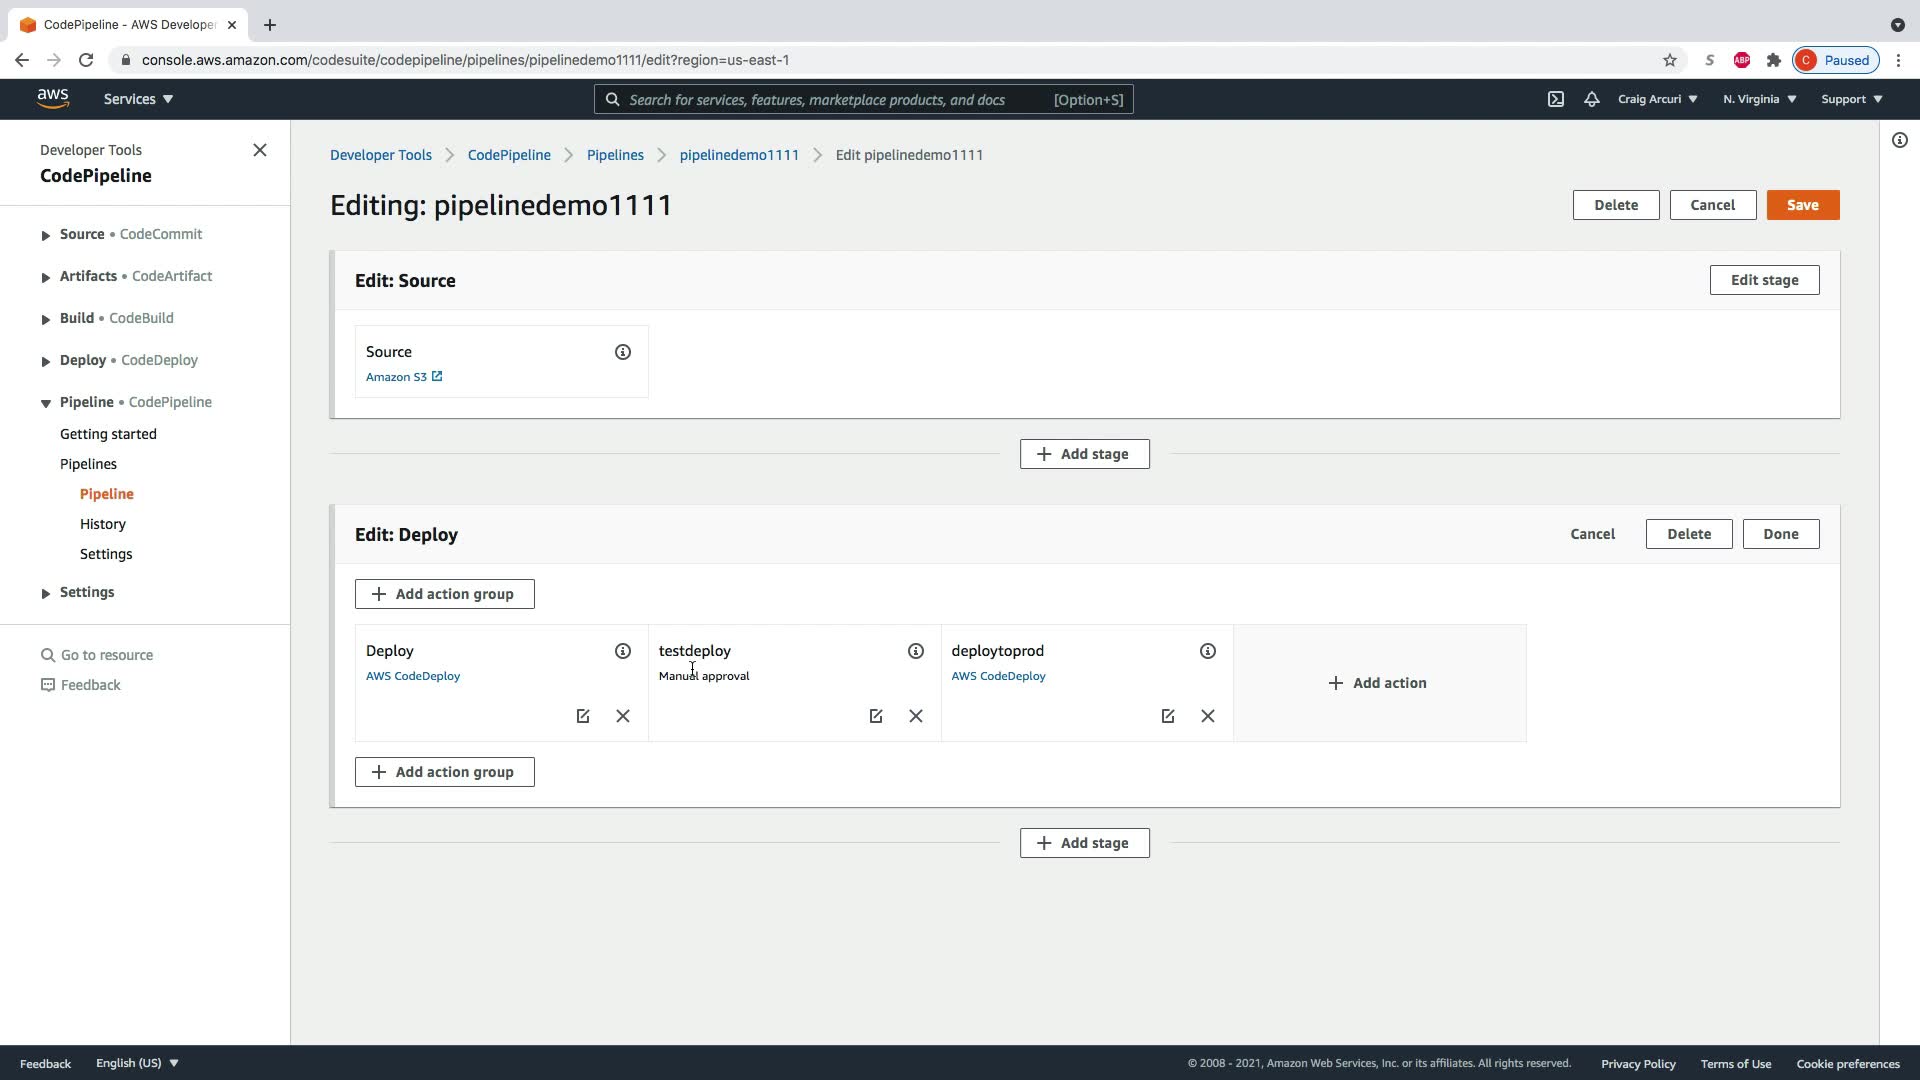 CodePipeline - AWS Developer
console.aws.amazon.com/codesuite/codepipeline/pipelines/pipelinedemo1111/edit?region=us-east-1
S
ABP
C Paused
aws
Services
Search for services, features, marketplace products, and docs [Option+S]
Craig Arcuri
N. Virginia
Support
Developer Tools
CodePipeline
Source • CodeCommit
Artifacts • CodeArtifact
Build • CodeBuild
Deploy • CodeDeploy
Pipeline • CodePipeline
Getting started
Pipelines
Pipeline
History
Settings
Settings
Go to resource
Feedback
Developer Tools > CodePipeline > Pipelines > pipelinedemo1111 > Edit pipelinedemo1111
Editing: pipelinedemo1111
Delete
Cancel
Save
Edit: Source
Edit stage
Source
Amazon S3
Add stage
Edit: Deploy
Cancel
Delete
Done
Add action group
Deploy
AWS CodeDeploy
testdeploy
Manual approval
deploytoprod
AWS CodeDeploy
Add action
Add action group
Add stage
Feedback
English (US)
© 2008 - 2021, Amazon Web Services, Inc. or its affiliates. All rights reserved.
Privacy Policy
Terms of Use
Cookie preferences